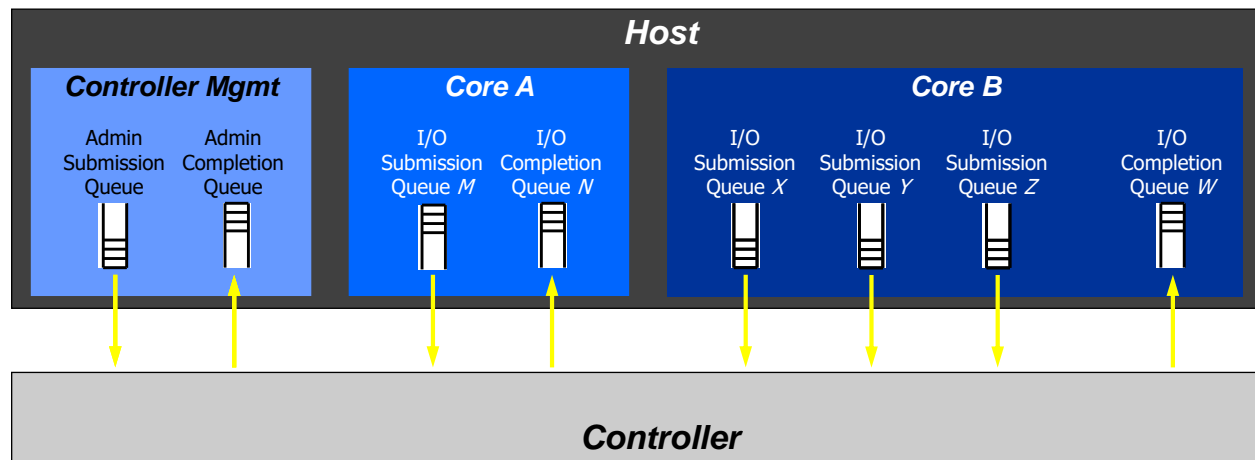 Host
Controller Mgmt
Core A
Core B
Admin
Submission
Queue
Admin
Completion
Queue
I/O
Submission
Queue M
I/O
Completion
Queue N
I/O
Submission
Queue X
I/O
Submission
Queue Y
I/O
Submission
Queue Z
I/O
Completion
Queue W
Controller